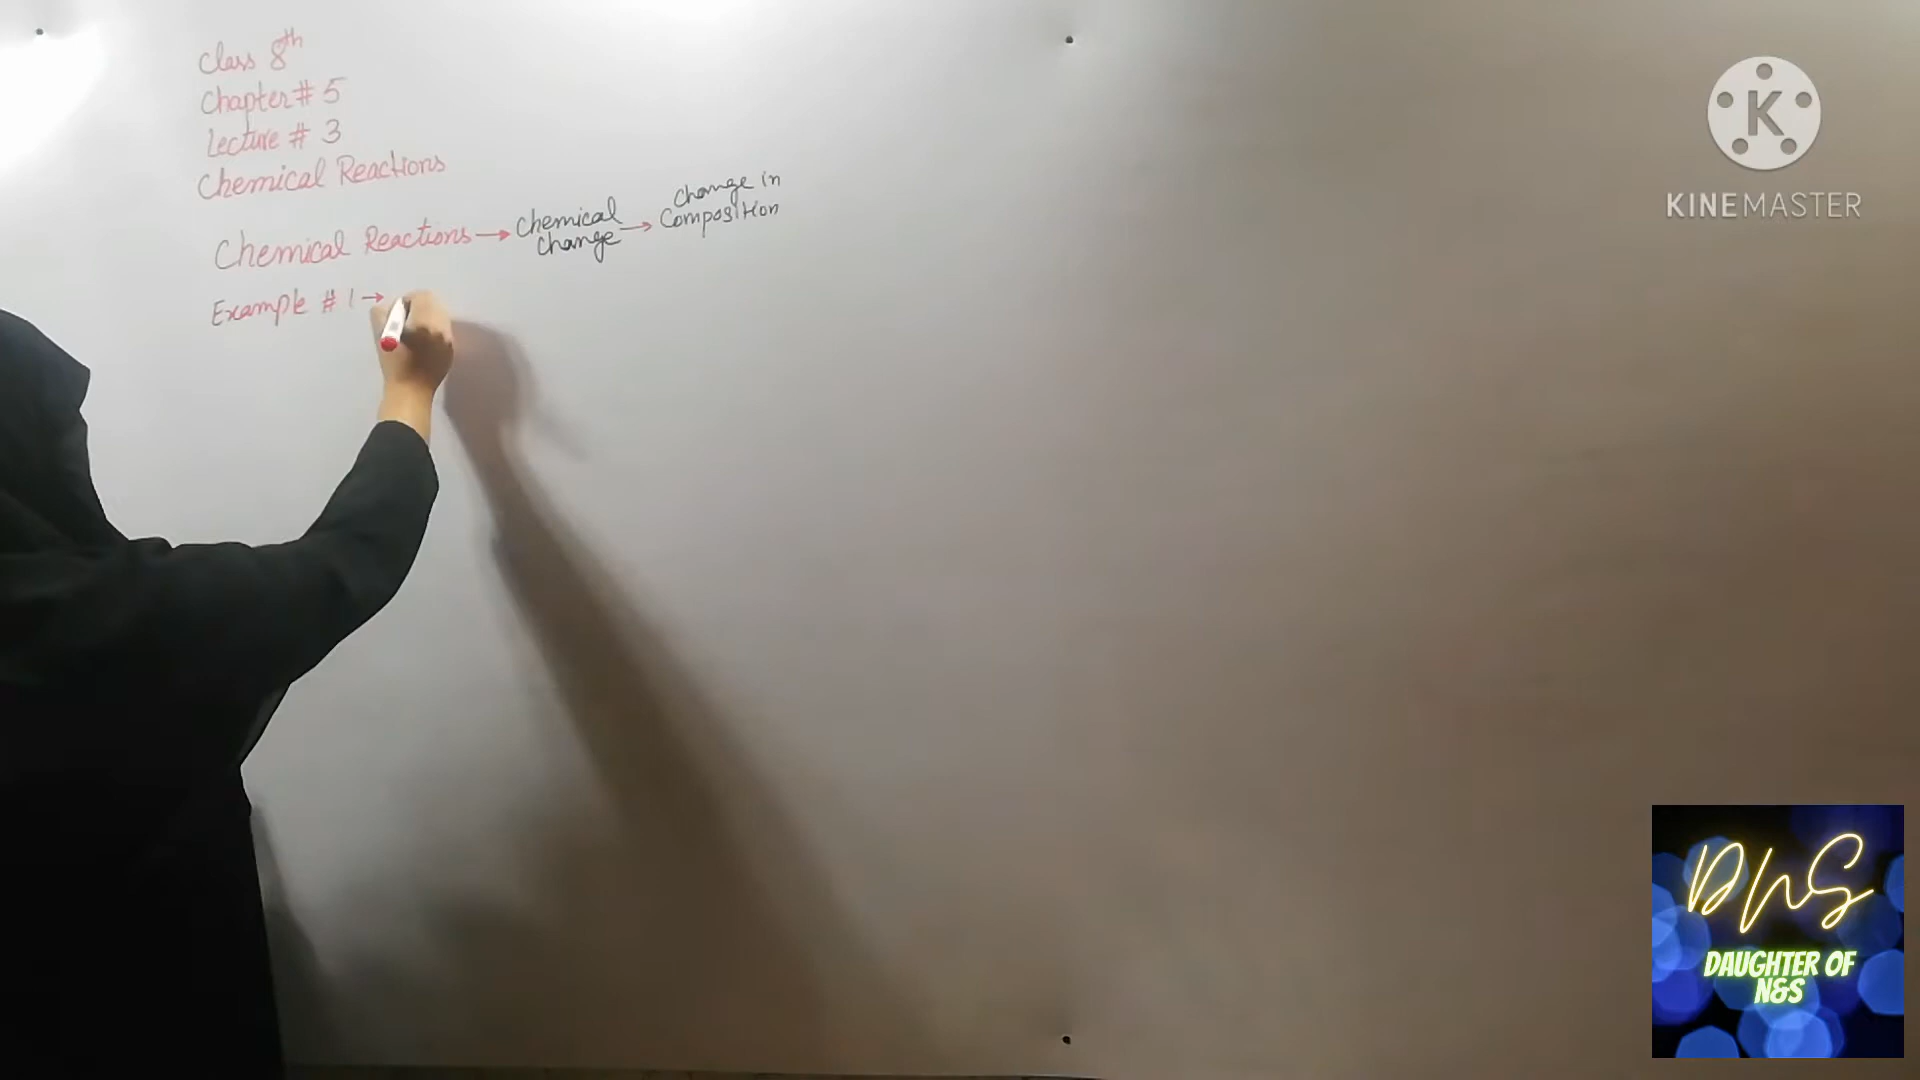 Class 8th
Chapter # 5
Lecture # 3
Chemical Reactions
Chemical Reactions → Chemical change → Change in Composition
Example # 1 →
K
KINEMASTER
DNS
DAUGHTER OF
N&S